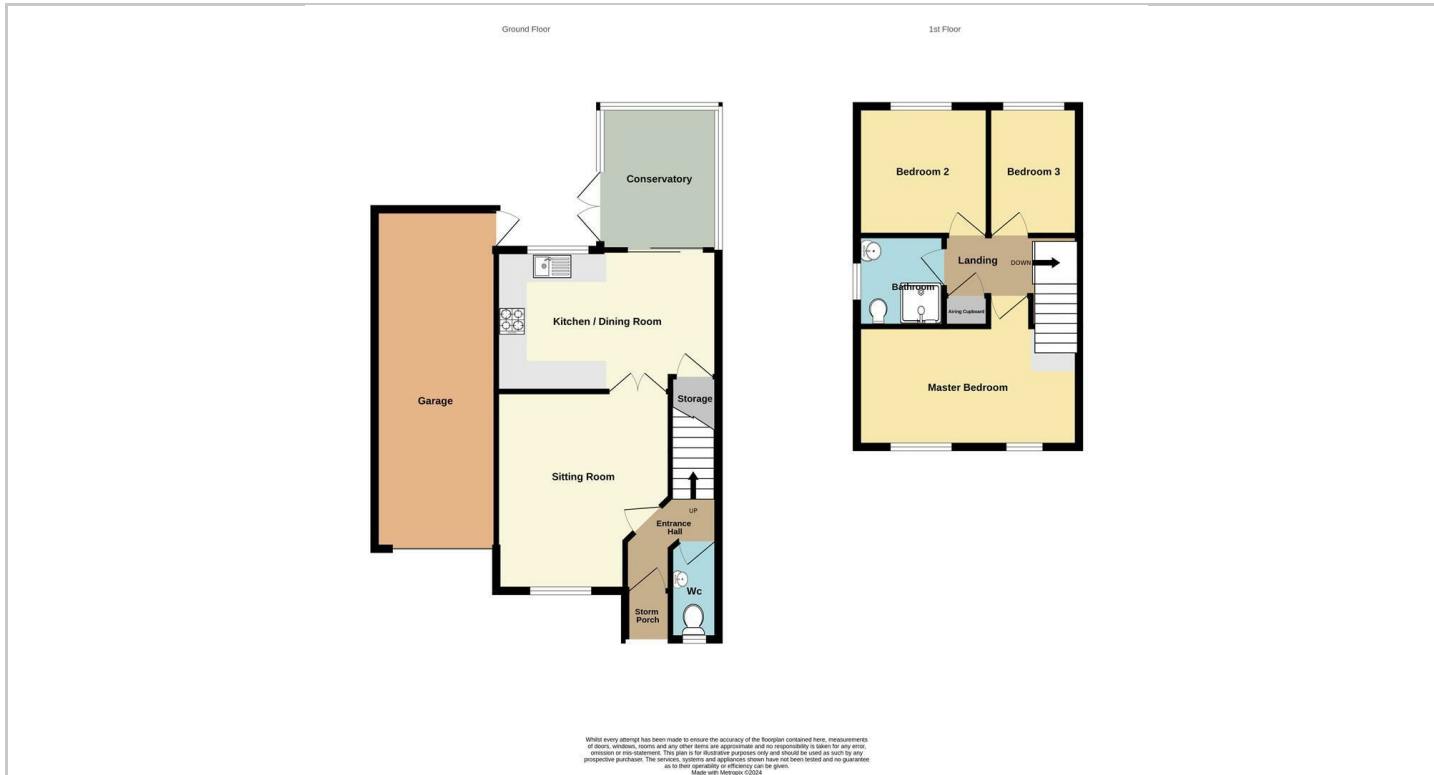 Ground Floor
1st Floor
Conservatory
Kitchen / Dining Room
Garage
Storage
Sitting Room
UP
Entrance
Hall
Wc
Storm
Porch
Bedroom 2
Bedroom 3
Landing
DOWN
Bathroom
Airing Cupboard
Master Bedroom
Whilst every attempt has been made to ensure the accuracy of the floorplan contained here, measurements
of doors, windows, rooms and any other items are approximate and no responsibility is taken for any error,
omission or mis-statement. This plan is for illustrative purposes only and should be used as such by any
prospective purchaser. The services, systems and appliances shown have not been tested and no guarantee
as to their operability or efficiency can be given.
Made with Metropix ©2024